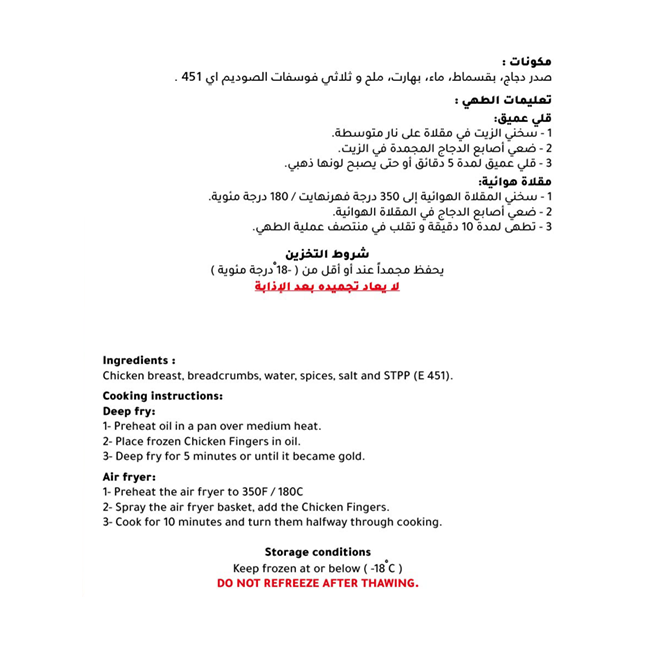 مكونات :
صدر دجاج، بقسماط، ماء، بهارت، ملح و ثلاثي فوسفات الصوديم اي 451 .
تعليمات الطهي :
قلي عميق:
1 - سخني الزيت في مقلاة على نار متوسطة.
2 - ضعي أصابع الدجاج المجمدة في الزيت.
3 - قلي عميق لمدة 5 دقائق أو حتى يصبح لونها ذهبي.
مقلاة هوائية:
1 - سخني المقلاة الهوائية إلى 350 درجة فهرنهايت / 180 درجة مئوية.
2 - ضعي أصابع الدجاج في المقلاة الهوائية.
3 - تطهى لمدة 10 دقيقة و تقلب في منتصف عملية الطهي.
شروط التخزين
يحفظ مجمداً عند أو أقل من ( -18° درجة مئوية )
لا يعاد تجميده بعد الإذابة
Ingredients :
Chicken breast, breadcrumbs, water, spices, salt and STPP (E 451).
Cooking instructions:
Deep fry:
1- Preheat oil in a pan over medium heat.
2- Place frozen Chicken Fingers in oil.
3- Deep fry for 5 minutes or until it became gold.
Air fryer:
1- Preheat the air fryer to 350F / 180C
2- Spray the air fryer basket, add the Chicken Fingers.
3- Cook for 10 minutes and turn them halfway through cooking.
Storage conditions
Keep frozen at or below ( -18°C )
DO NOT REFREEZE AFTER THAWING.